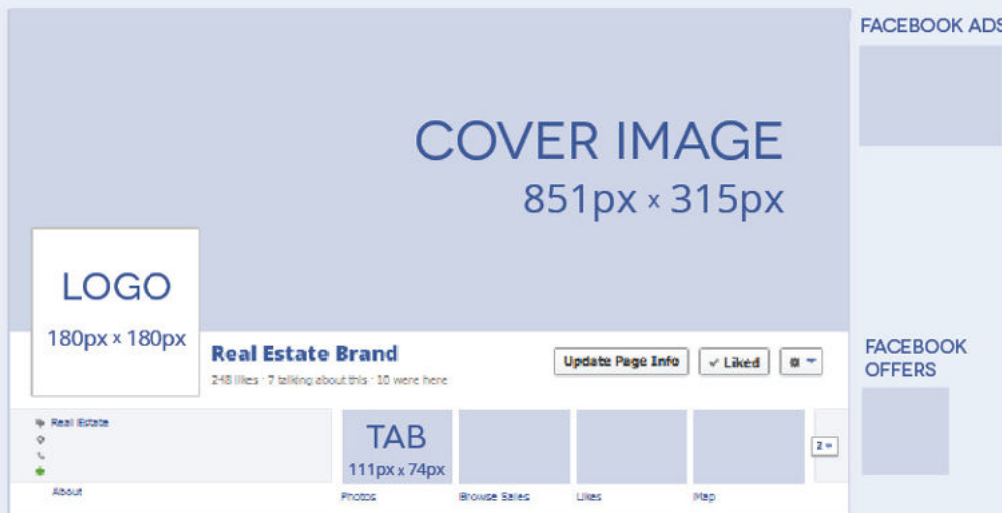 FACEBOOK ADS
COVER IMAGE
851px x 315px
LOGO
180px x 180px
Real Estate Brand
248 likes · 7 talking about this · 10 were here
Update Page Info
✓ Liked
FACEBOOK
OFFERS
Real Estate
About
TAB
111px x 74px
2
Photos
Browse Sales
Likes
Map